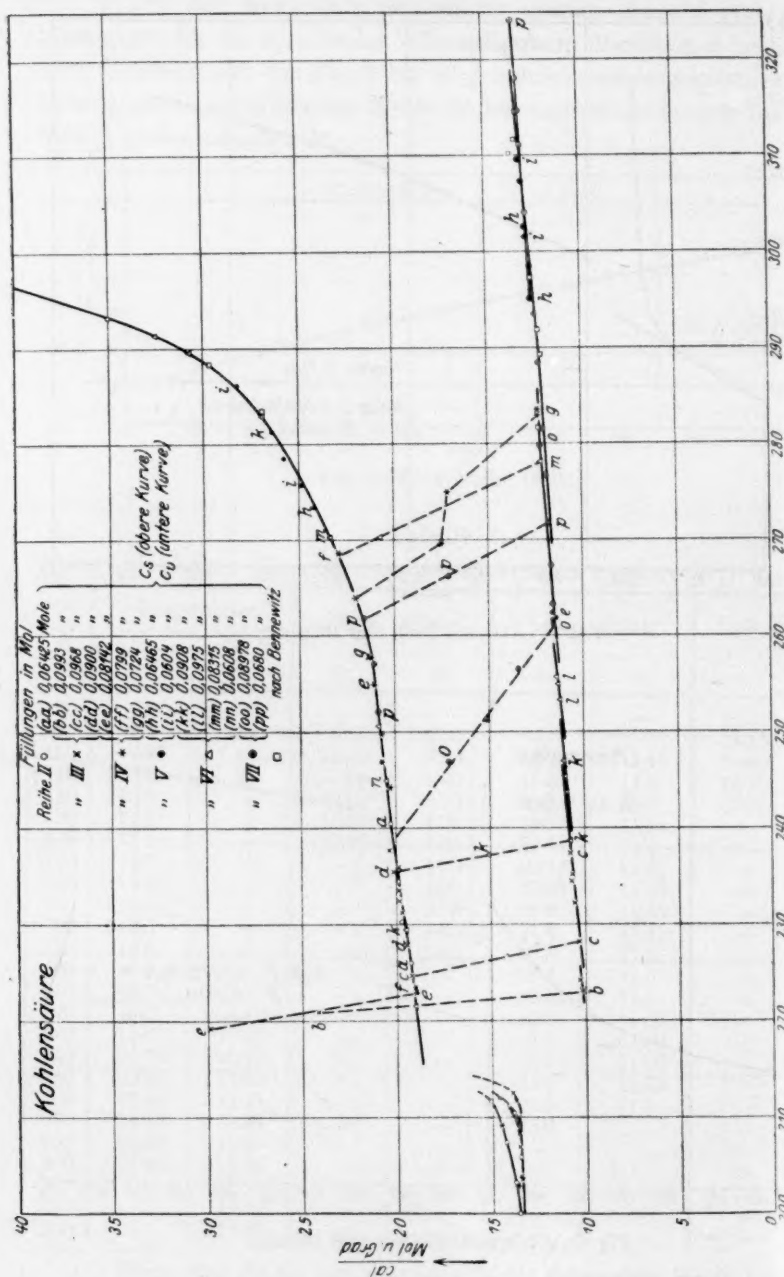 Kohlensäure
Füllungen in Mol
Reihe II ○ (aa) 0,06425 Mole
(bb) 0,0993 "
" III × (cc) 0,0968 "
(dd) 0,0900 "
(ee) 0,08142 "
" IV * (ff) 0,0799 "
(gg) 0,0724 "
" V • (hh) 0,06465 "
(ii) 0,0604 "
(kk) 0,0908 "
" VI (ll) 0,0975 "
(mm) 0,08315 "
(nn) 0,0608 "
" VII (oo) 0,08978 "
(pp) 0,0680 "
□ nach Bennewitz
Cs (obere Kurve)
Cv (untere Kurve)
cal
Mol u. Grad
40
35
30
25
20
15
10
5
0
200
210
220
230
240
250
260
270
280
290
300
310
320
e
b
f
c
d
d
k
e
d
a
n
p
e
g
p
f
m
h
i
k
i
b
c
c
k
k
k
l
l
o
o
e
p
p
m
o
g
h
i
h
i
p